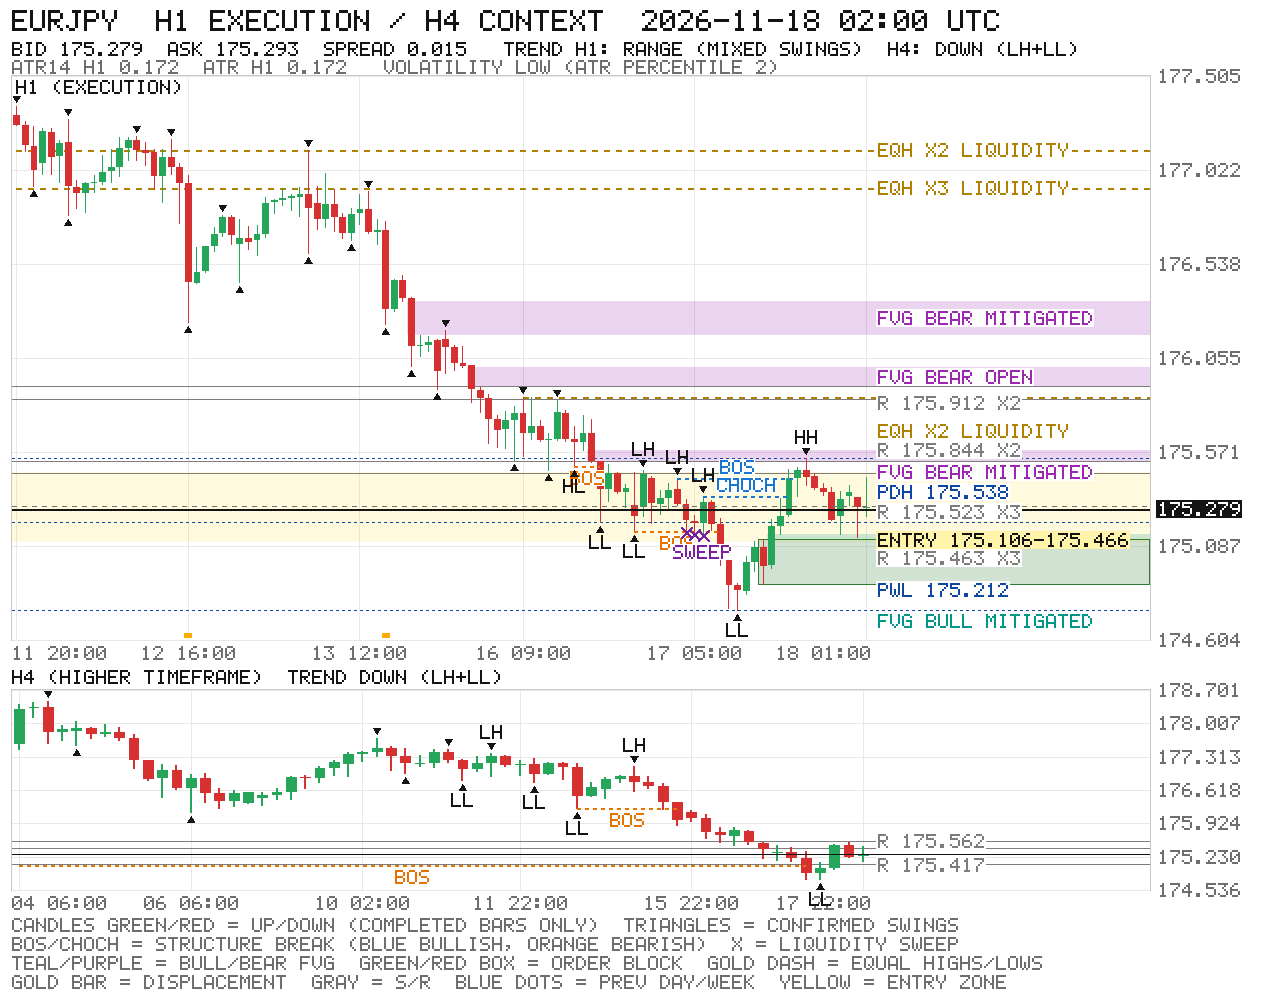 EURJPY  H1 EXECUTION / H4 CONTEXT  2026-11-18 02:00 UTC
BID 175.279  ASK 175.293  SPREAD 0.015   TREND H1: RANGE (MIXED SWINGS)  H4: DOWN (LH+LL)
ATR14 H1 0.172  ATR H1 0.172   VOLATILITY LOW (ATR PERCENTILE 2)
177.505
H1 (EXECUTION)
EQH X2 LIQUIDITY
177.022
EQH X3 LIQUIDITY
176.538
FVG BEAR MITIGATED
176.055
FVG BEAR OPEN
R 175.912 X2
EQH X2 LIQUIDITY
HH
R 175.844 X2
175.571
LH
LH
BOS
FVG BEAR MITIGATED
LH
BOS
HL
CHOCH
PDH 175.538
R 175.523 X3
175.279
ENTRY 175.106-175.466
LL
LL
BOS
SWEEP
175.087
R 175.463 X3
PWL 175.212
FVG BULL MITIGATED
LL
174.604
11 20:00   12 16:00   13 12:00   16 09:00   17 05:00   18 01:00
H4 (HIGHER TIMEFRAME)  TREND DOWN (LH+LL)
178.701
178.007
LH
LH
177.313
LL
LL
176.618
LL
BOS
175.924
R 175.562
175.230
R 175.417
BOS
174.536
LL
04 06:00   06 06:00   10 02:00   11 22:00   15 22:00   17 22:00
CANDLES GREEN/RED = UP/DOWN (COMPLETED BARS ONLY)  TRIANGLES = CONFIRMED SWINGS
BOS/CHOCH = STRUCTURE BREAK (BLUE BULLISH, ORANGE BEARISH)  X = LIQUIDITY SWEEP
TEAL/PURPLE = BULL/BEAR FVG  GREEN/RED BOX = ORDER BLOCK  GOLD DASH = EQUAL HIGHS/LOWS
GOLD BAR = DISPLACEMENT  GRAY = S/R  BLUE DOTS = PREV DAY/WEEK  YELLOW = ENTRY ZONE